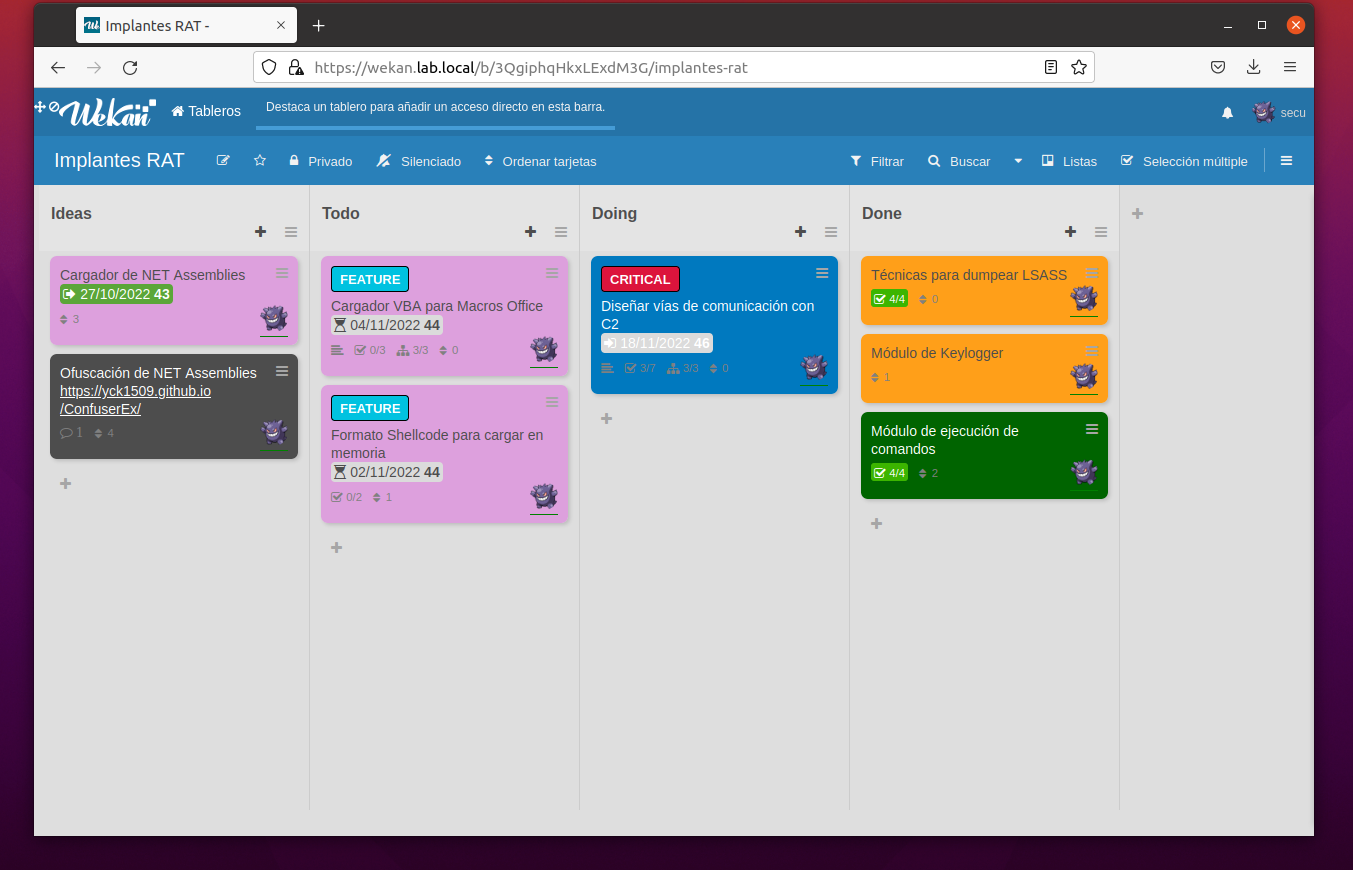 Implantes RAT -
https://wekan.lab.local/b/3QgiphqHkxLExdM3G/implantes-rat
WeKan
Tableros
Destaca un tablero para añadir un acceso directo en esta barra.
secu
Implantes RAT
Privado
Silenciado
Ordenar tarjetas
Filtrar
Buscar
Listas
Selección múltiple
Ideas
Cargador de NET Assemblies
27/10/2022 43
3
Ofuscación de NET Assemblies
https://yck1509.github.io
/ConfuserEx/
1 4
Todo
FEATURE
Cargador VBA para Macros Office
04/11/2022 44
0/3 3/3 0
FEATURE
Formato Shellcode para cargar en
memoria
02/11/2022 44
0/2 1
Doing
CRITICAL
Diseñar vías de comunicación con
C2
18/11/2022 46
3/7 3/3 0
Done
Técnicas para dumpear LSASS
4/4 0
Módulo de Keylogger
1
Módulo de ejecución de
comandos
4/4 2